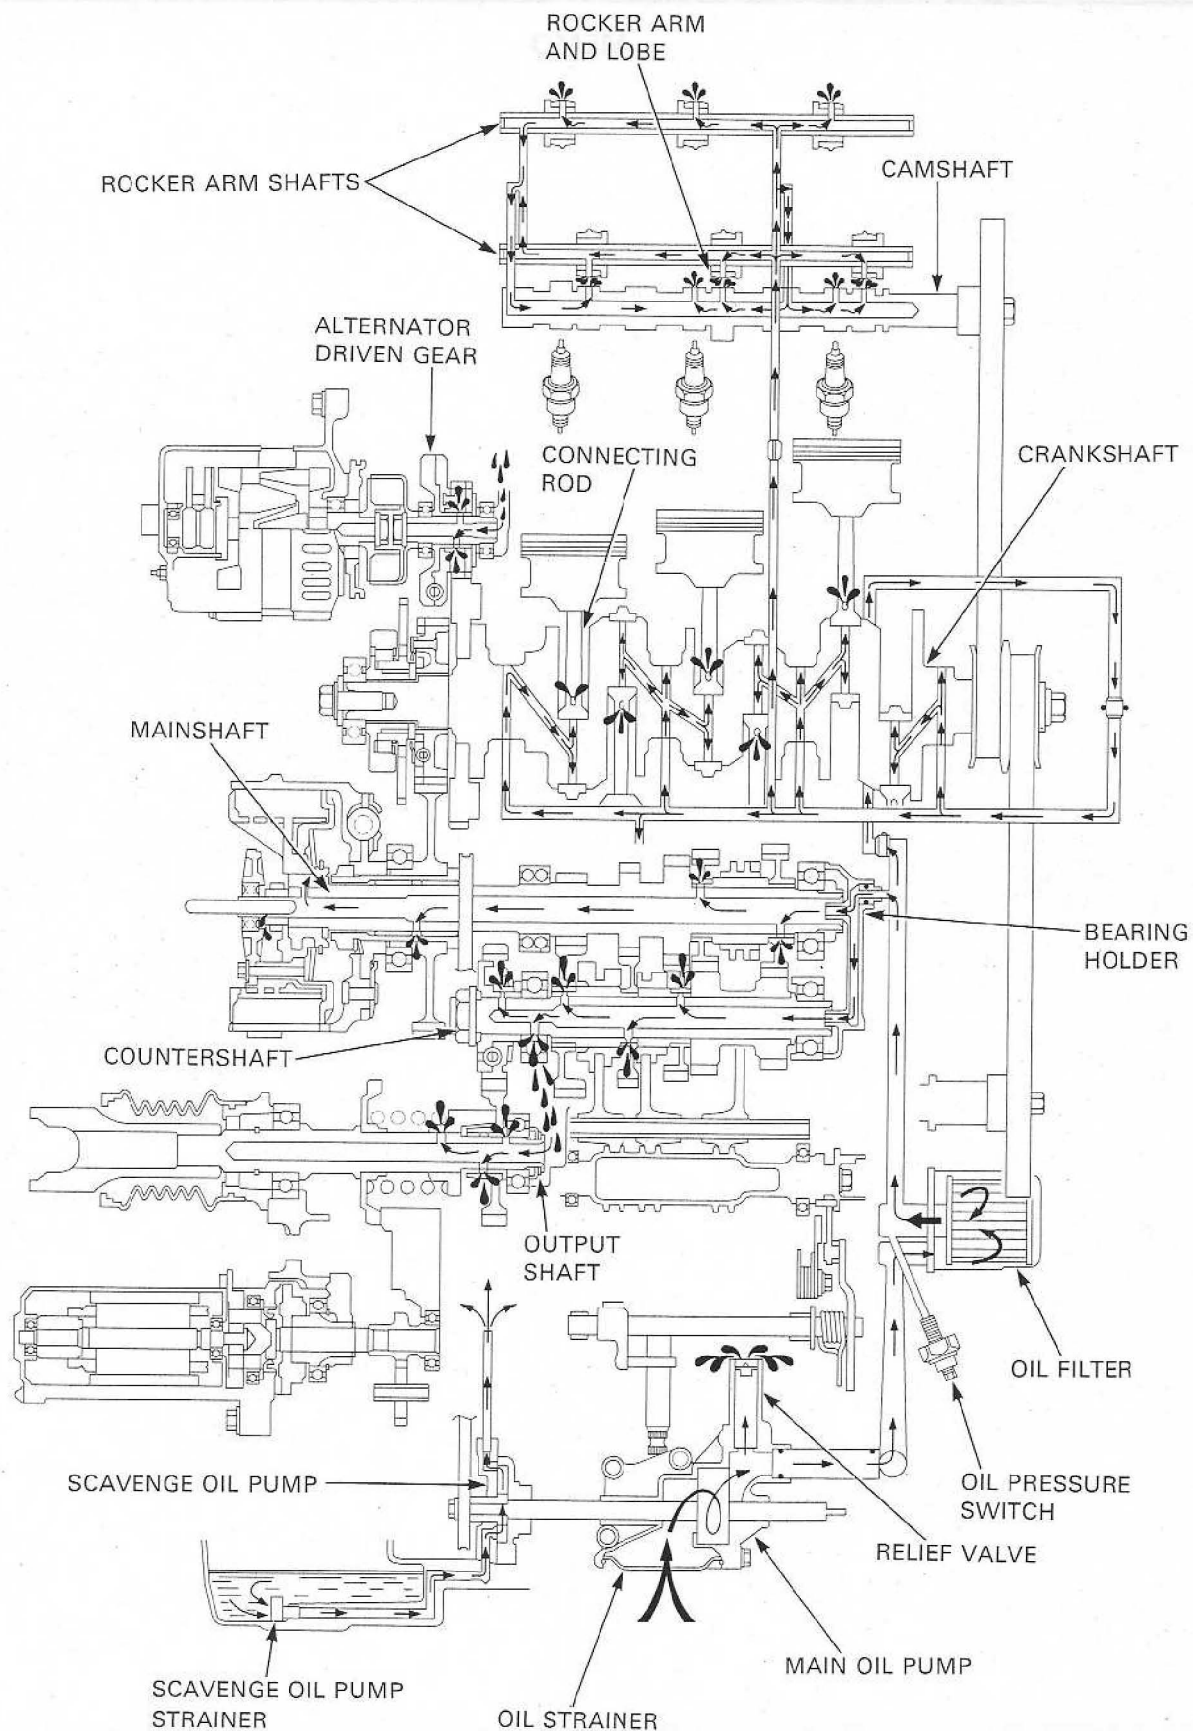 ROCKER ARM
AND LOBE
ROCKER ARM SHAFTS
CAMSHAFT
ALTERNATOR
DRIVEN GEAR
CONNECTING
ROD
CRANKSHAFT
MAINSHAFT
BEARING
HOLDER
COUNTERSHAFT
OUTPUT
SHAFT
OIL FILTER
SCAVENGE OIL PUMP
OIL PRESSURE
SWITCH
RELIEF VALVE
MAIN OIL PUMP
SCAVENGE OIL PUMP
STRAINER
OIL STRAINER